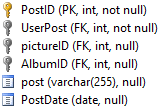 PostID (PK, int, not null)
UserPost (FK, int, null)
pictureID (FK, int, null)
AlbumID (FK, int, null)
post (varchar(255), null)
PostDate (date, null)